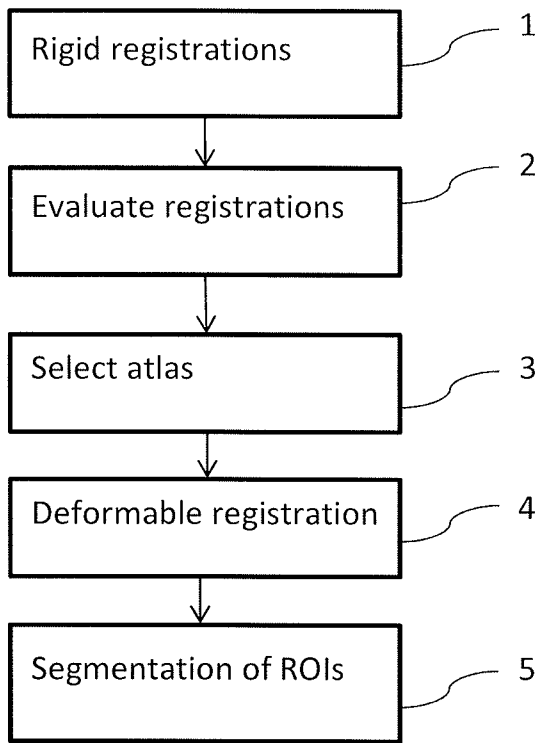 Rigid registrations
1
Evaluate registrations
2
Select atlas
3
Deformable registration
4
Segmentation of ROIs
5